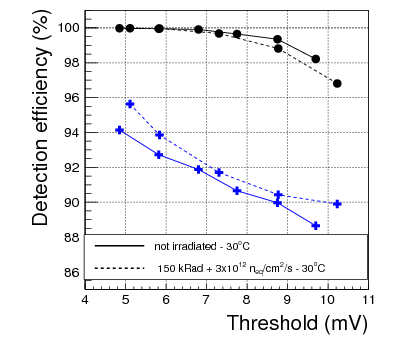 Detection efficiency (%)
100
98
96
94
92
90
88
86
not irradiated - 30°C
150 kRad + 3x10¹² nₑq/cm²/s - 30°C
4 5 6 7 8 9 10 11
Threshold (mV)